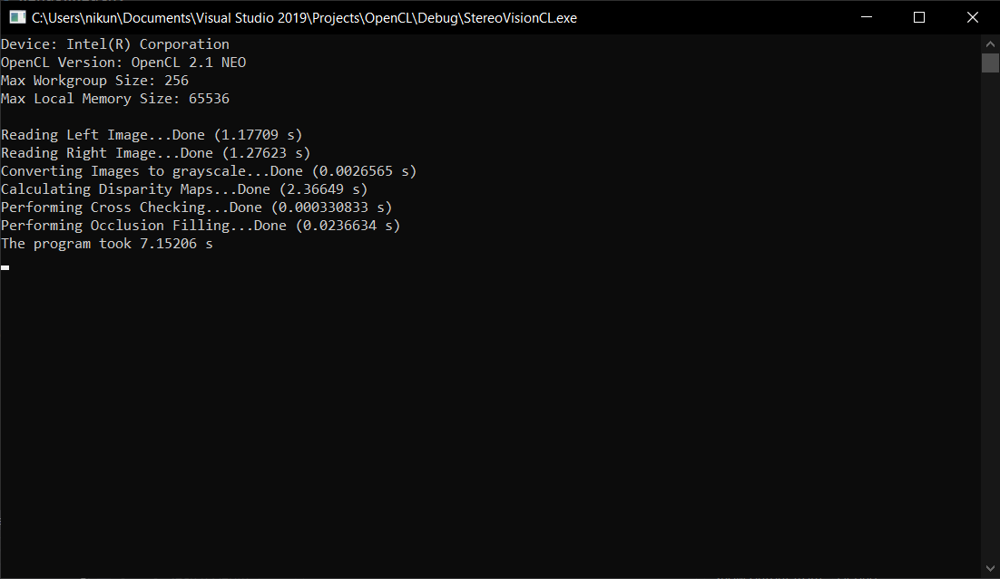 C:\Users\nikun\Documents\Visual Studio 2019\Projects\OpenCL\Debug\StereoVisionCL.exe
Device: Intel(R) Corporation
OpenCL Version: OpenCL 2.1 NEO
Max Workgroup Size: 256
Max Local Memory Size: 65536
Reading Left Image...Done (1.17709 s)
Reading Right Image...Done (1.27623 s)
Converting Images to grayscale...Done (0.0026565 s)
Calculating Disparity Maps...Done (2.36649 s)
Performing Cross Checking...Done (0.000330833 s)
Performing Occlusion Filling...Done (0.0236634 s)
The program took 7.15206 s